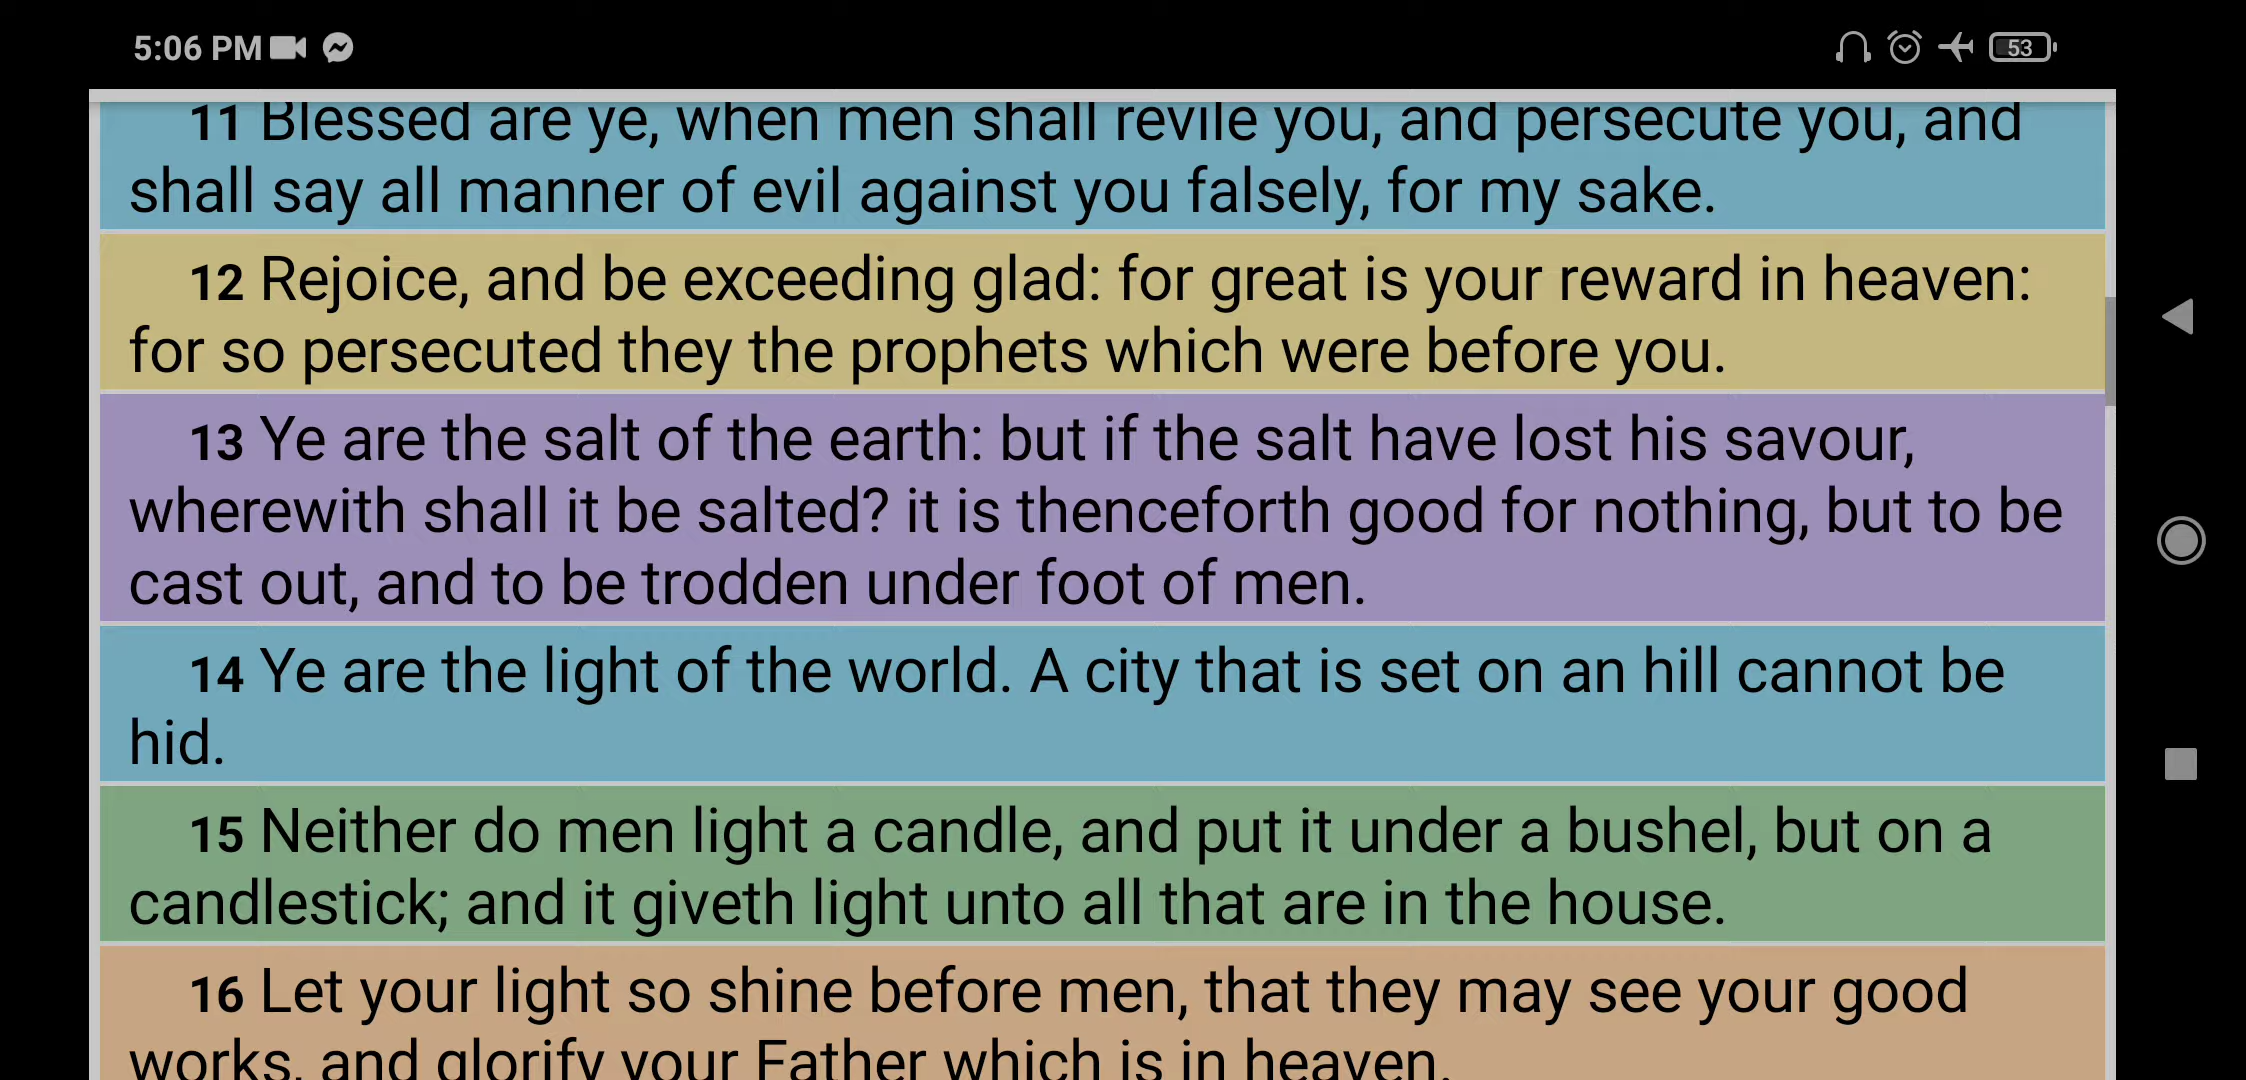 5:06 PM
53
11 Blessed are ye, when men shall revile you, and persecute you, and
shall say all manner of evil against you falsely, for my sake.
12 Rejoice, and be exceeding glad: for great is your reward in heaven:
for so persecuted they the prophets which were before you.
13 Ye are the salt of the earth: but if the salt have lost his savour,
wherewith shall it be salted? it is thenceforth good for nothing, but to be
cast out, and to be trodden under foot of men.
14 Ye are the light of the world. A city that is set on an hill cannot be
hid.
15 Neither do men light a candle, and put it under a bushel, but on a
candlestick; and it giveth light unto all that are in the house.
16 Let your light so shine before men, that they may see your good
works, and glorify your Father which is in heaven.